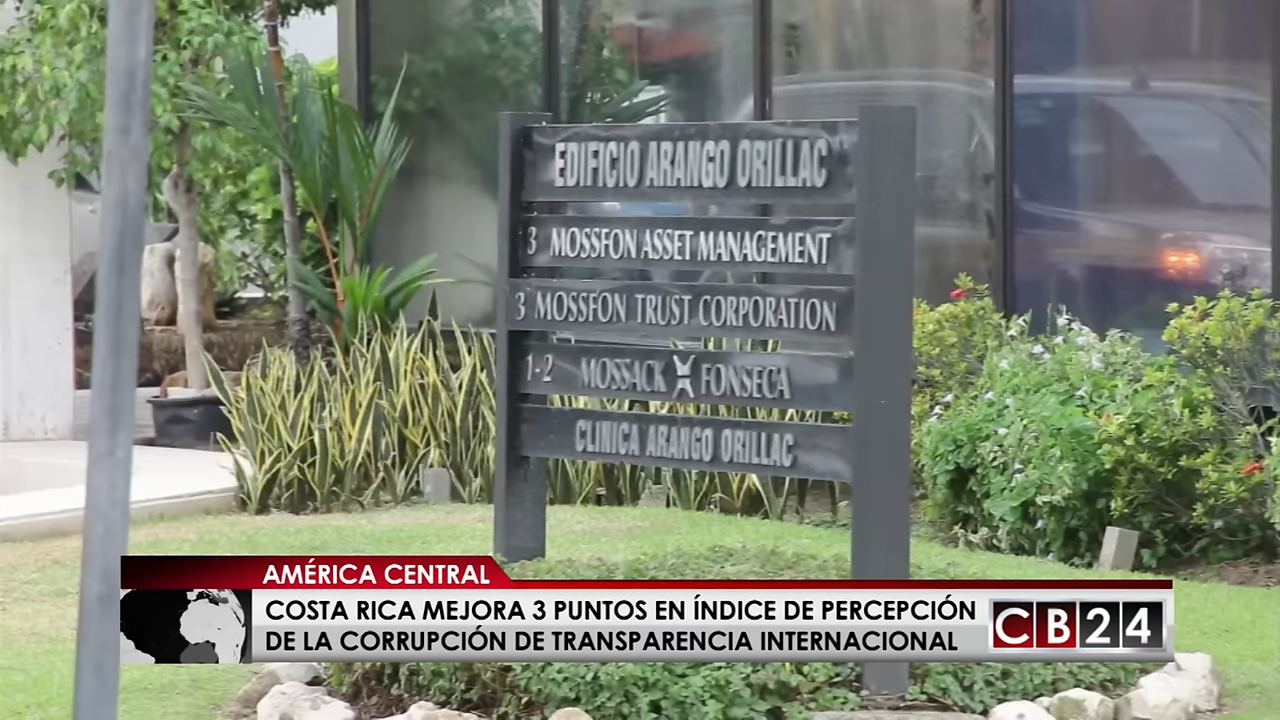 EDIFICIO ARANGO ORILLAC
3 MOSSFON ASSET MANAGEMENT
3 MOSSFON TRUST CORPORATION
1-2 MOSSACK FONSECA
CLINICA ARANGO ORILLAC
AMÉRICA CENTRAL
COSTA RICA MEJORA 3 PUNTOS EN ÍNDICE DE PERCEPCIÓN
DE LA CORRUPCIÓN DE TRANSPARENCIA INTERNACIONAL
CB24